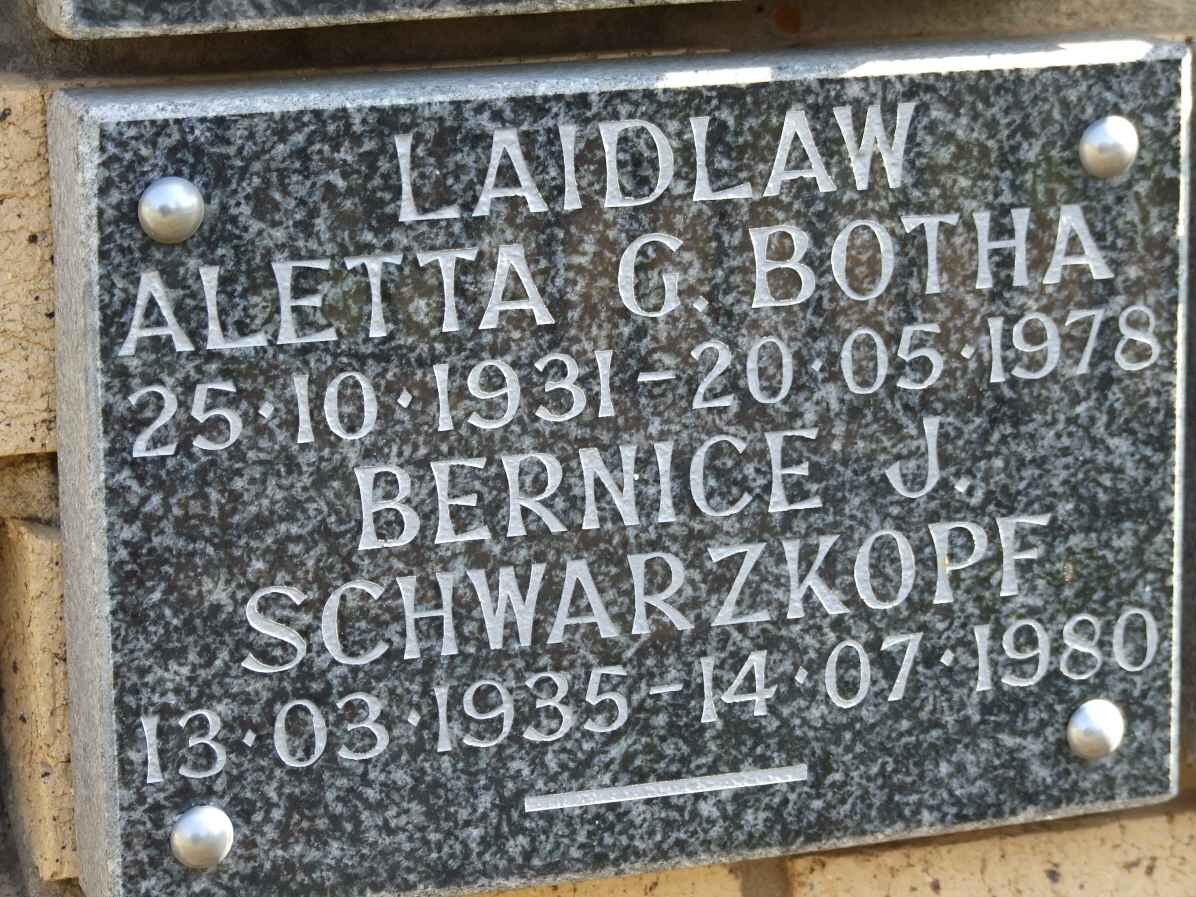 LAIDLAW
ALETTA G. BOTHA
25·10·1931-20·05·1978
BERNICE J.
SCHWARZKOPF
13·03·1935-14·07·1980